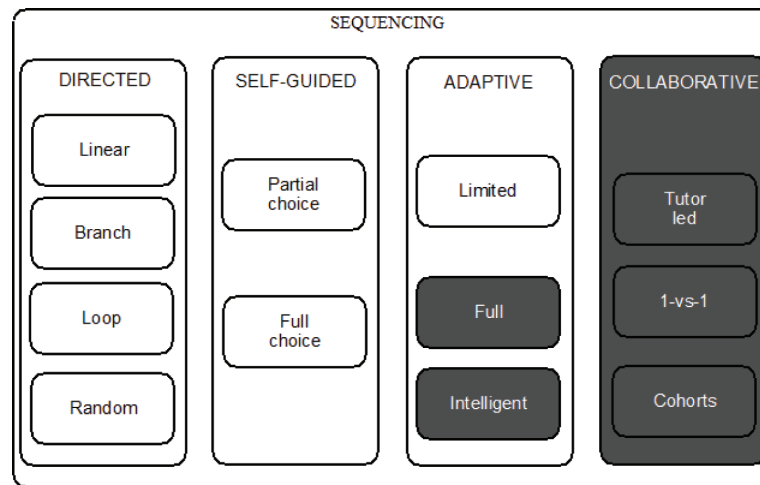 SEQUENCING
DIRECTED
Linear
Branch
Loop
Random
SELF-GUIDED
Partial
choice
Full
choice
ADAPTIVE
Limited
Full
Intelligent
COLLABORATIVE
Tutor
led
1-vs-1
Cohorts